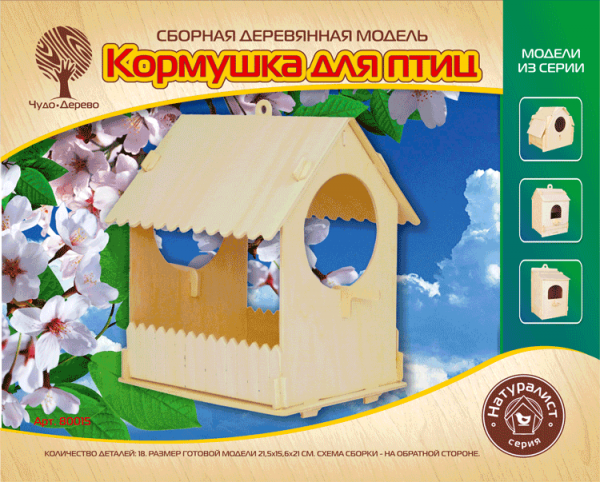 СБОРНАЯ ДЕРЕВЯННАЯ МОДЕЛЬ
Кормушка для птиц
Чудо-Дерево
МОДЕЛИ
ИЗ СЕРИИ
Арт. 80015
Натуралист
серия
КОЛИЧЕСТВО ДЕТАЛЕЙ: 18. РАЗМЕР ГОТОВОЙ МОДЕЛИ 21,5х15,6х21 СМ. СХЕМА СБОРКИ - НА ОБРАТНОЙ СТОРОНЕ.